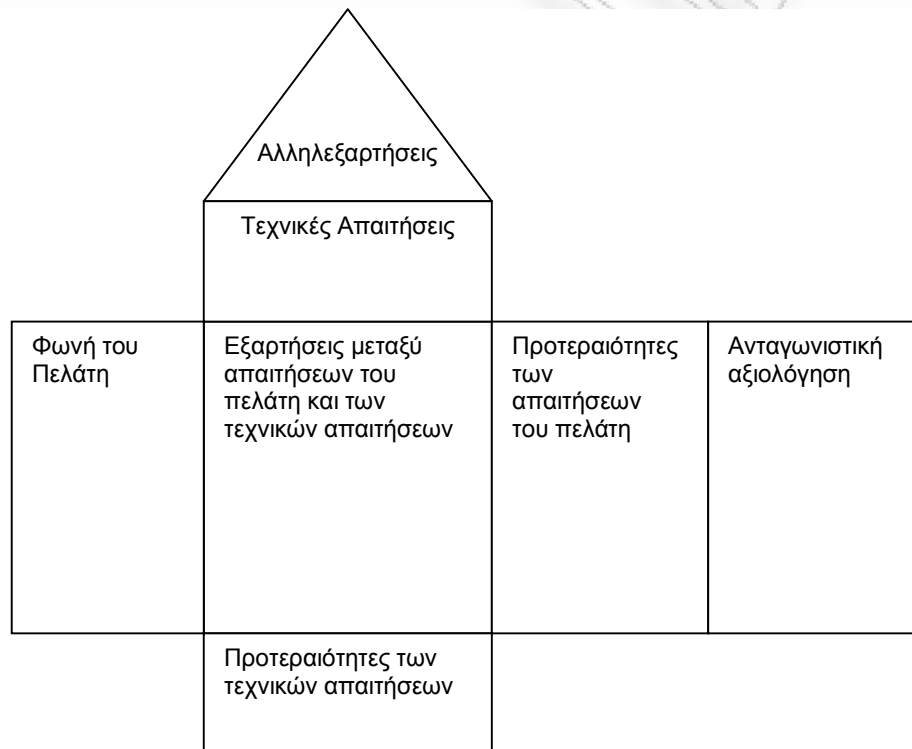 Αλληλεξαρτήσεις
Τεχνικές Απαιτήσεις
Φωνή του
Πελάτη
Εξαρτήσεις μεταξύ
απαιτήσεων του
πελάτη και των
τεχνικών απαιτήσεων
Προτεραιότητες
των
απαιτήσεων
του πελάτη
Ανταγωνιστική
αξιολόγηση
Προτεραιότητες των
τεχνικών απαιτήσεων